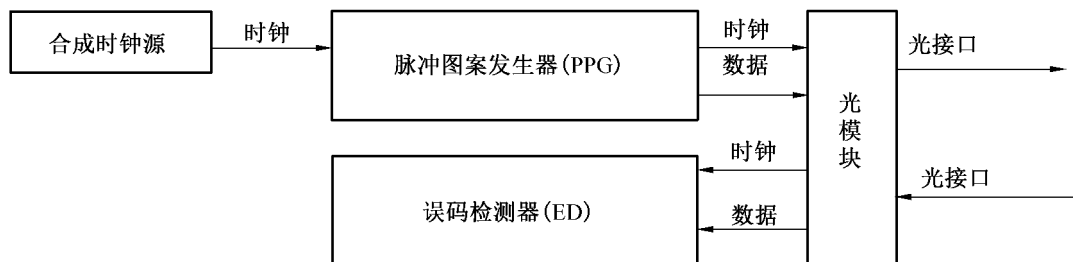 合成时钟源
时钟
脉冲图案发生器(PPG)
时钟
数据
光模块
光接口
时钟
误码检测器(ED)
数据
光接口